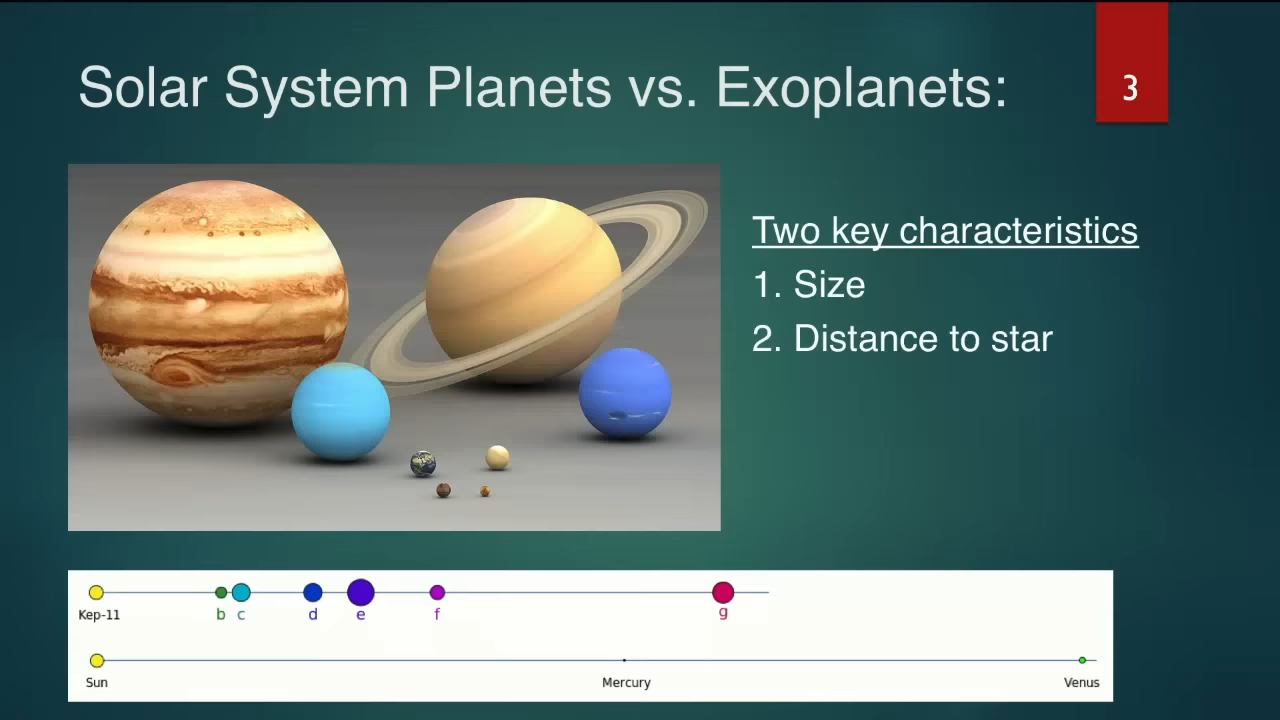 Solar System Planets vs. Exoplanets:
3
Two key characteristics
1. Size
2. Distance to star
Kep-11 b c d e f g
Sun Mercury Venus